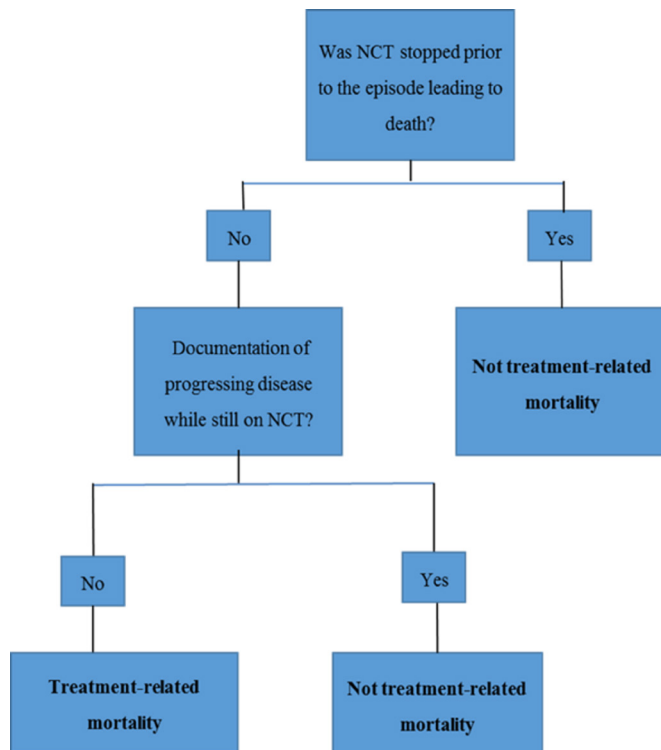 Was NCT stopped prior
to the episode leading to
death?
No
Yes
Documentation of
progressing disease
while still on NCT?
Not treatment-related
mortality
No
Yes
Treatment-related
mortality
Not treatment-related
mortality